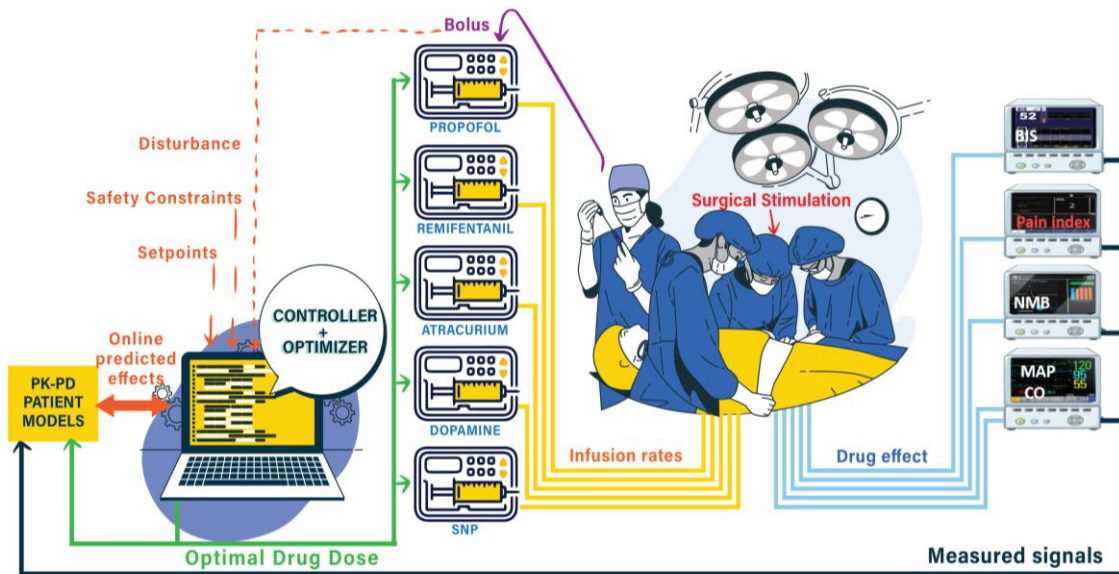 Bolus
PROPOFOL
Disturbance
Safety Constraints
Setpoints
Online
predicted
effects
CONTROLLER
+
OPTIMIZER
PK-PD
PATIENT
MODELS
REMIFENTANIL
ATRACURIUM
DOPAMINE
SNP
Optimal Drug Dose
Infusion rates
Surgical Stimulation
Drug effect
52
BIS
2
Pain index
NMB
MAP
CO
120
95
55
Measured signals